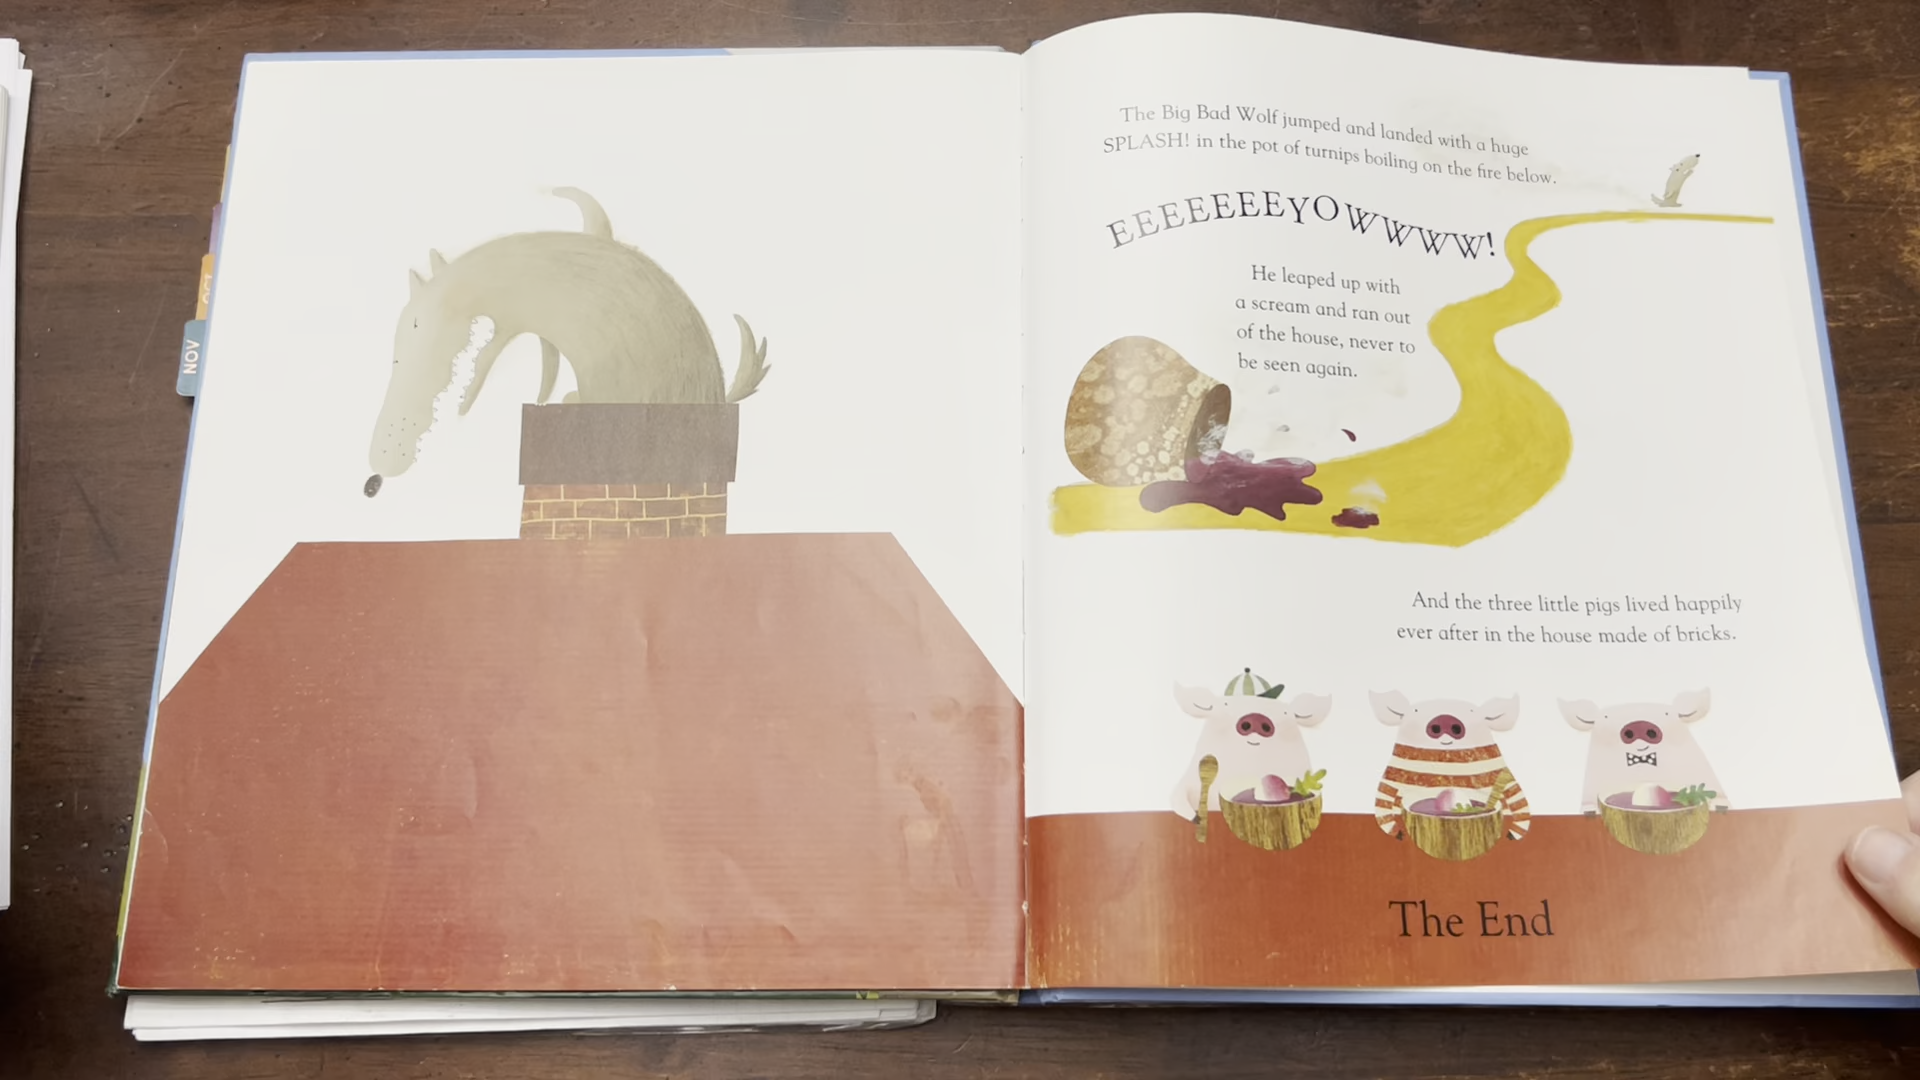 OCT
NOV
The Big Bad Wolf jumped and landed with a huge
SPLASH! in the pot of turnips boiling on the fire below.
EEEEEEEYOWWWW!
He leaped up with
a scream and ran out
of the house, never to
be seen again.
And the three little pigs lived happily
ever after in the house made of bricks.
The End